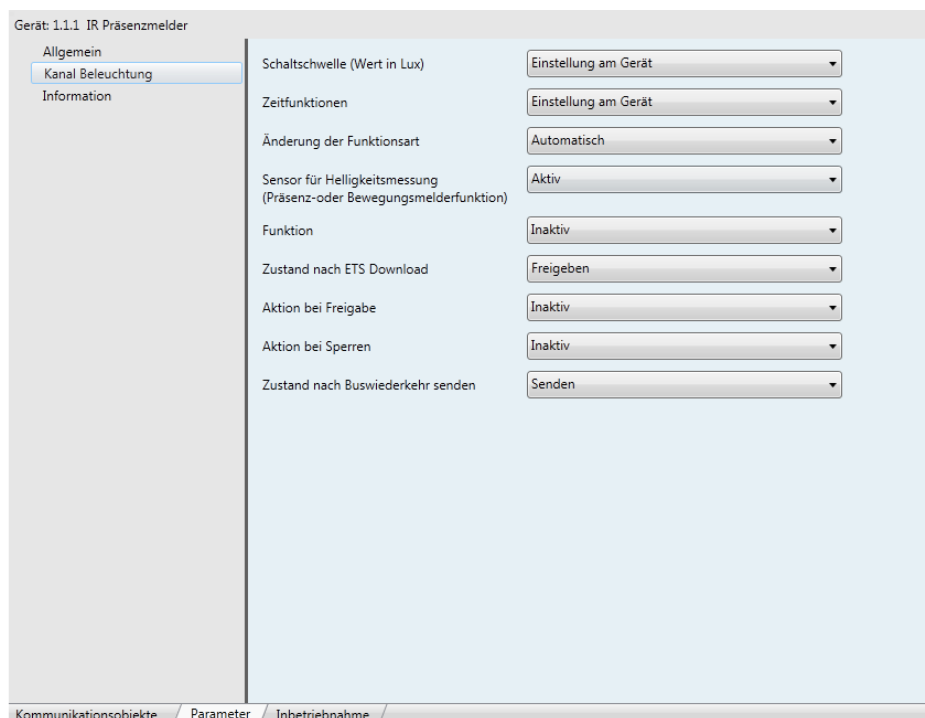 Gerät: 1.1.1 IR Präsenzmelder
Allgemein
Kanal Beleuchtung
Information
Schaltschwelle (Wert in Lux)
Einstellung am Gerät
Zeitfunktionen
Einstellung am Gerät
Änderung der Funktionsart
Automatisch
Sensor für Helligkeitsmessung
(Präsenz-oder Bewegungsmelderfunktion)
Aktiv
Funktion
Inaktiv
Zustand nach ETS Download
Freigeben
Aktion bei Freigabe
Inaktiv
Aktion bei Sperren
Inaktiv
Zustand nach Buswiederkehr senden
Senden
Kommunikationsobjekte
Parameter
Inbetriebnahme